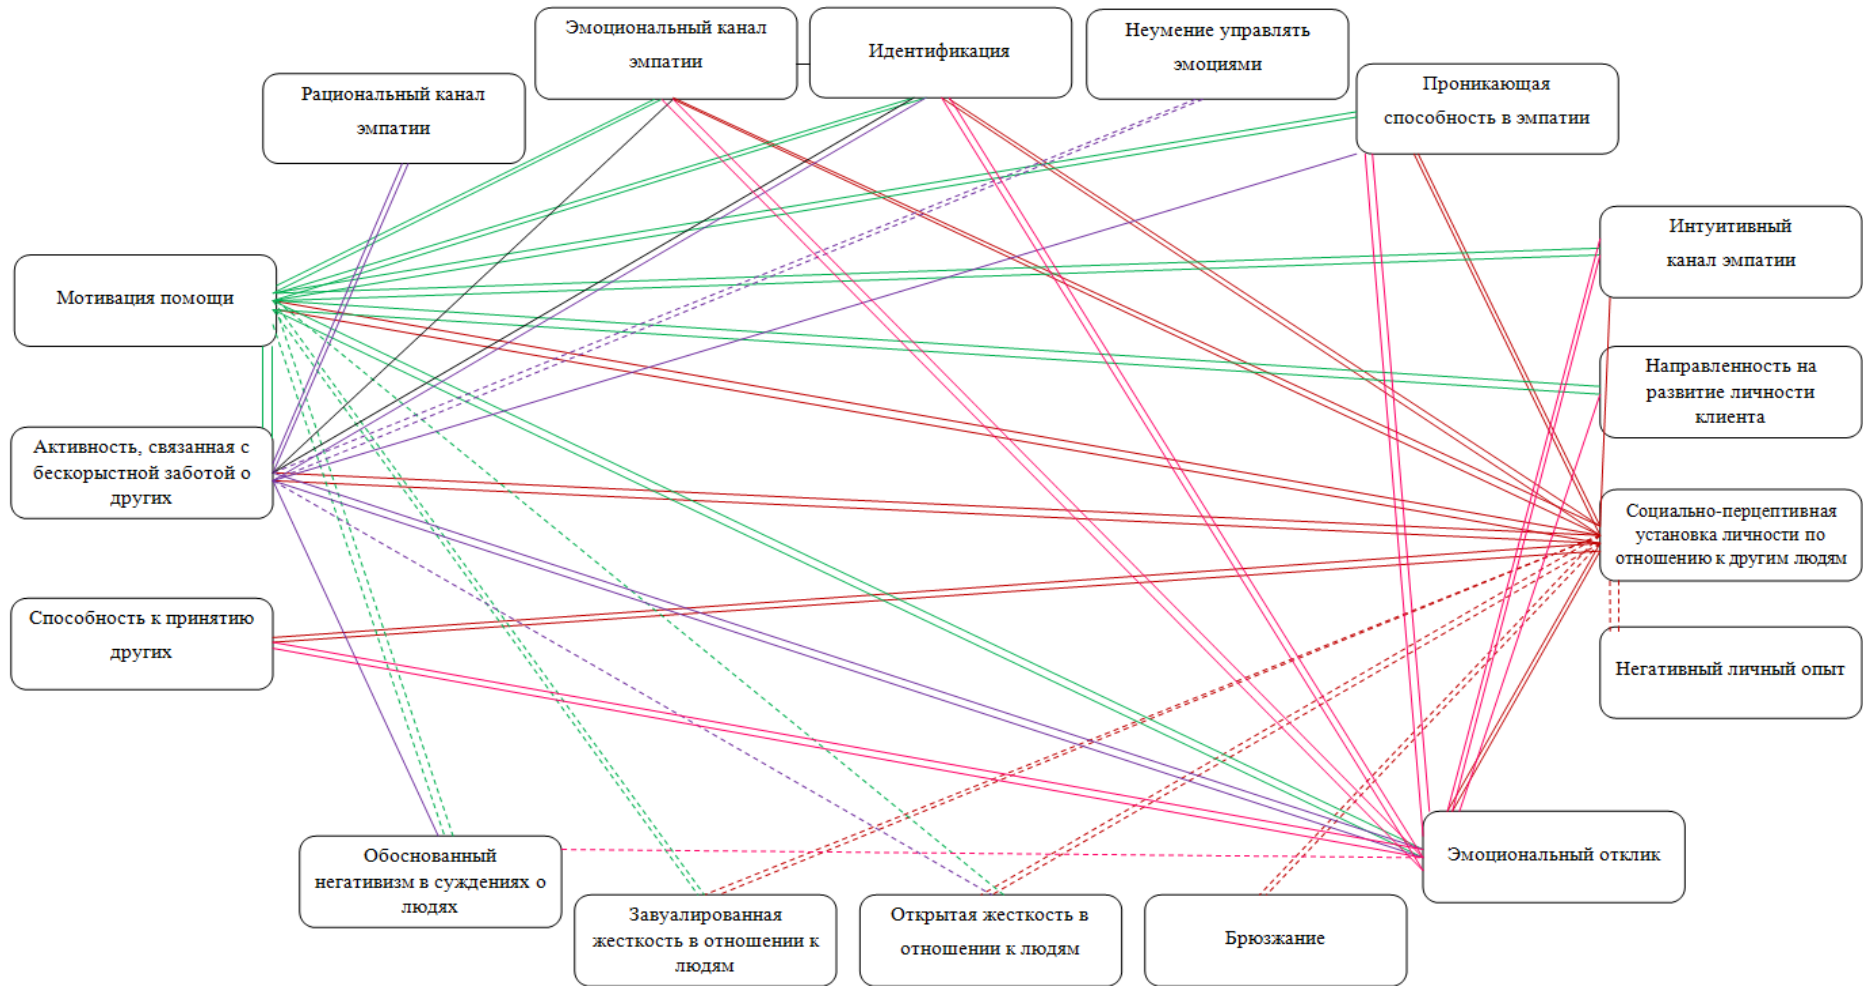 Эмоциональный канал
эмпатии
Идентификация
Неумение управлять
эмоциями
Рациональный канал
эмпатии
Проникающая
способность в эмпатии
Интуитивный
канал эмпатии
Мотивация помощи
Направленность на
развитие личности
клиента
Активность, связанная с
бескорыстной заботой о
других
Социально-перцептивная
установка личности по
отношению к другим людям
Способность к принятию
других
Негативный личный опыт
Обоснованный
негативизм в суждениях о
людях
Эмоциональный отклик
Завуалированная
жесткость в отношении к
людям
Открытая жесткость в
отношении к людям
Брюзжание